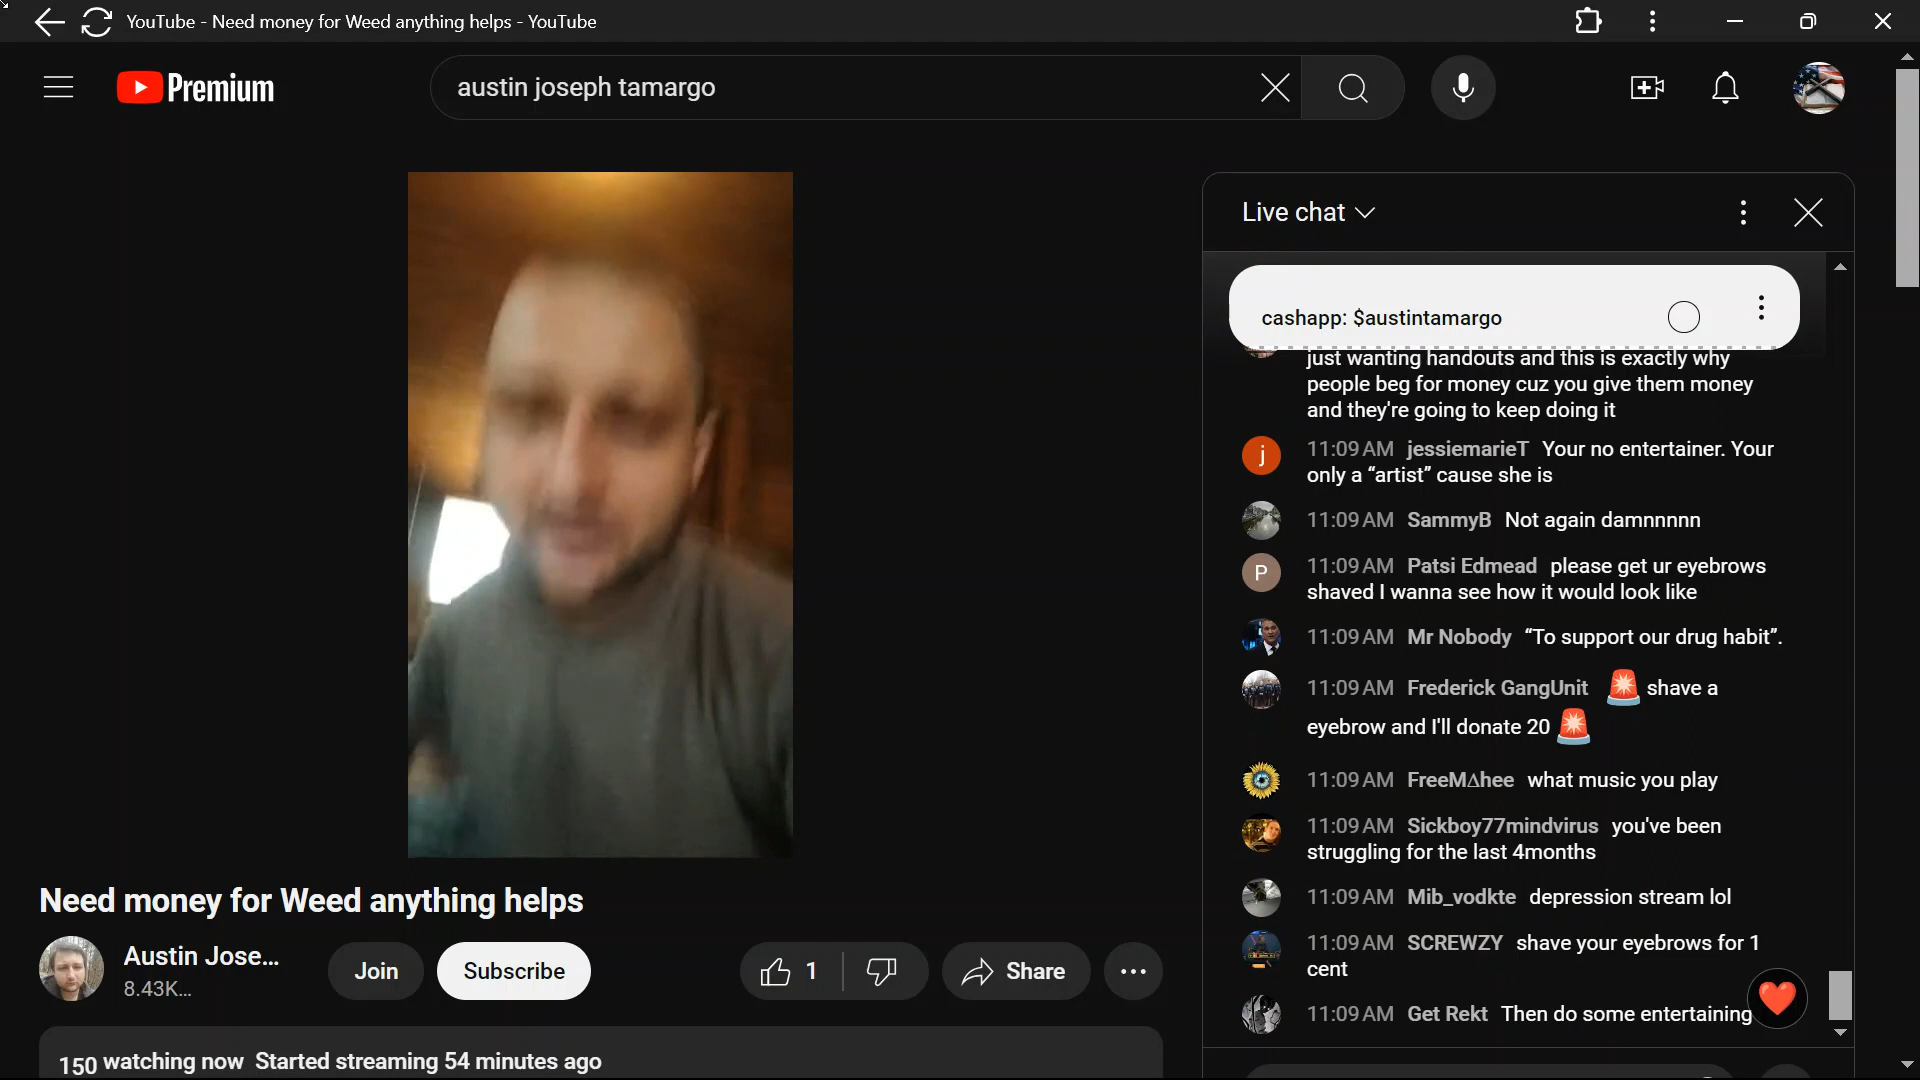 YouTube - Need money for Weed anything helps - YouTube
Premium
austin joseph tamargo
Live chat
cashapp: $austintamargo
just wanting handouts and this is exactly why
people beg for money cuz you give them money
and they're going to keep doing it
j
11:09 AM jessiemarieT Your no entertainer. Your
only a “artist” cause she is
11:09 AM SammyB Not again damnnnnn
P
11:09 AM Patsi Edmead please get ur eyebrows
shaved I wanna see how it would look like
11:09 AM Mr Nobody “To support our drug habit”.
11:09 AM Frederick GangUnit 🚨 shave a
eyebrow and I'll donate 20 🚨
11:09 AM FreeM∆hee what music you play
11:09 AM Sickboy77mindvirus you've been
struggling for the last 4months
11:09 AM Mib_vodkte depression stream lol
11:09 AM SCREWZY shave your eyebrows for 1
cent
11:09 AM Get Rekt Then do some entertaining
Need money for Weed anything helps
Austin Jose...
8.43K...
Join
Subscribe
1
Share
150 watching now Started streaming 54 minutes ago